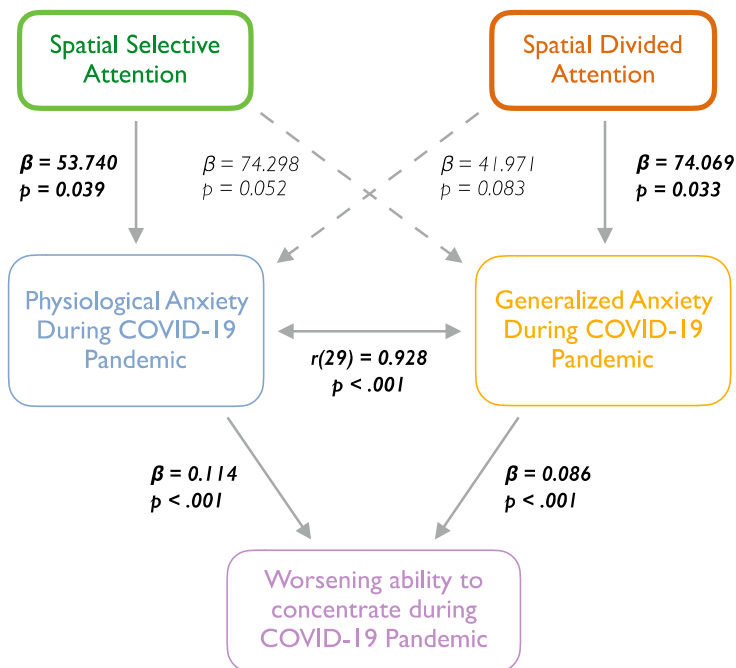 Spatial Selective
Attention
Spatial Divided
Attention
β = 53.740
p = 0.039
β = 74.298
p = 0.052
β = 41.971
p = 0.083
β = 74.069
p = 0.033
Physiological Anxiety
During COVID-19
Pandemic
Generalized Anxiety
During COVID-19
Pandemic
r(29) = 0.928
p < .001
β = 0.114
p < .001
β = 0.086
p < .001
Worsening ability to
concentrate during
COVID-19 Pandemic